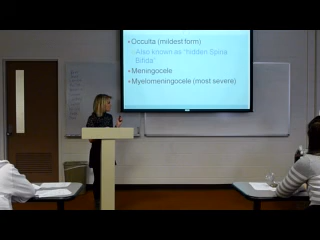 •Occulta (mildest form)
–Also known as "hidden Spina
Bifida"
•Meningocele
•Myelomeningocele (most severe)